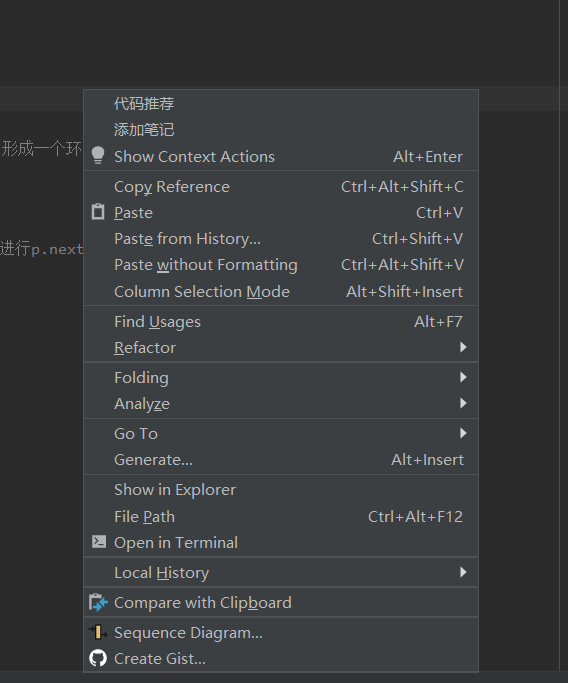 代码推荐
添加笔记
形成一个环
Show Context Actions Alt+Enter
Copy Reference Ctrl+Alt+Shift+C
Paste Ctrl+V
Paste from History... Ctrl+Shift+V
进行p.next
Paste without Formatting Ctrl+Alt+Shift+V
Column Selection Mode Alt+Shift+Insert
Find Usages Alt+F7
Refactor
Folding
Analyze
Go To
Generate... Alt+Insert
Show in Explorer
File Path Ctrl+Alt+F12
Open in Terminal
Local History
Compare with Clipboard
Sequence Diagram...
Create Gist...